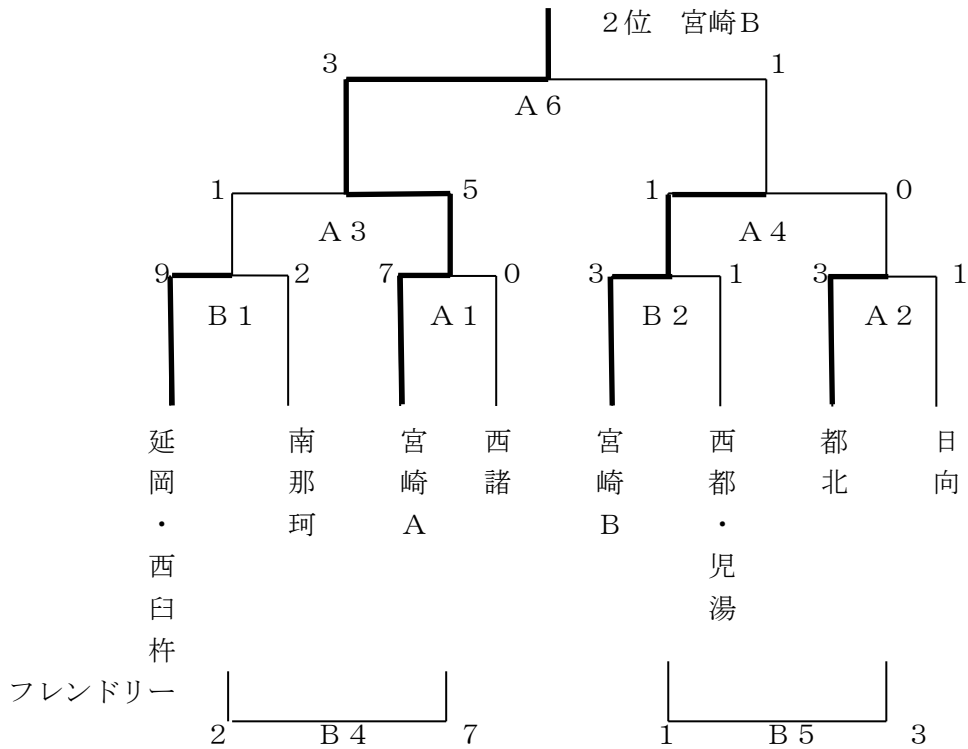 ２位　宮崎Ｂ
３　１
Ａ６
１　５　１　０
Ａ３　Ａ４
９　２　７　０　３　１　３　１
Ｂ１　Ａ１　Ｂ２　Ａ２
延岡・西臼杵
南那珂
宮崎Ａ
西諸
宮崎Ｂ
西都・児湯
都北
日向
フレンドリー
２　Ｂ４　７　１　Ｂ５　３